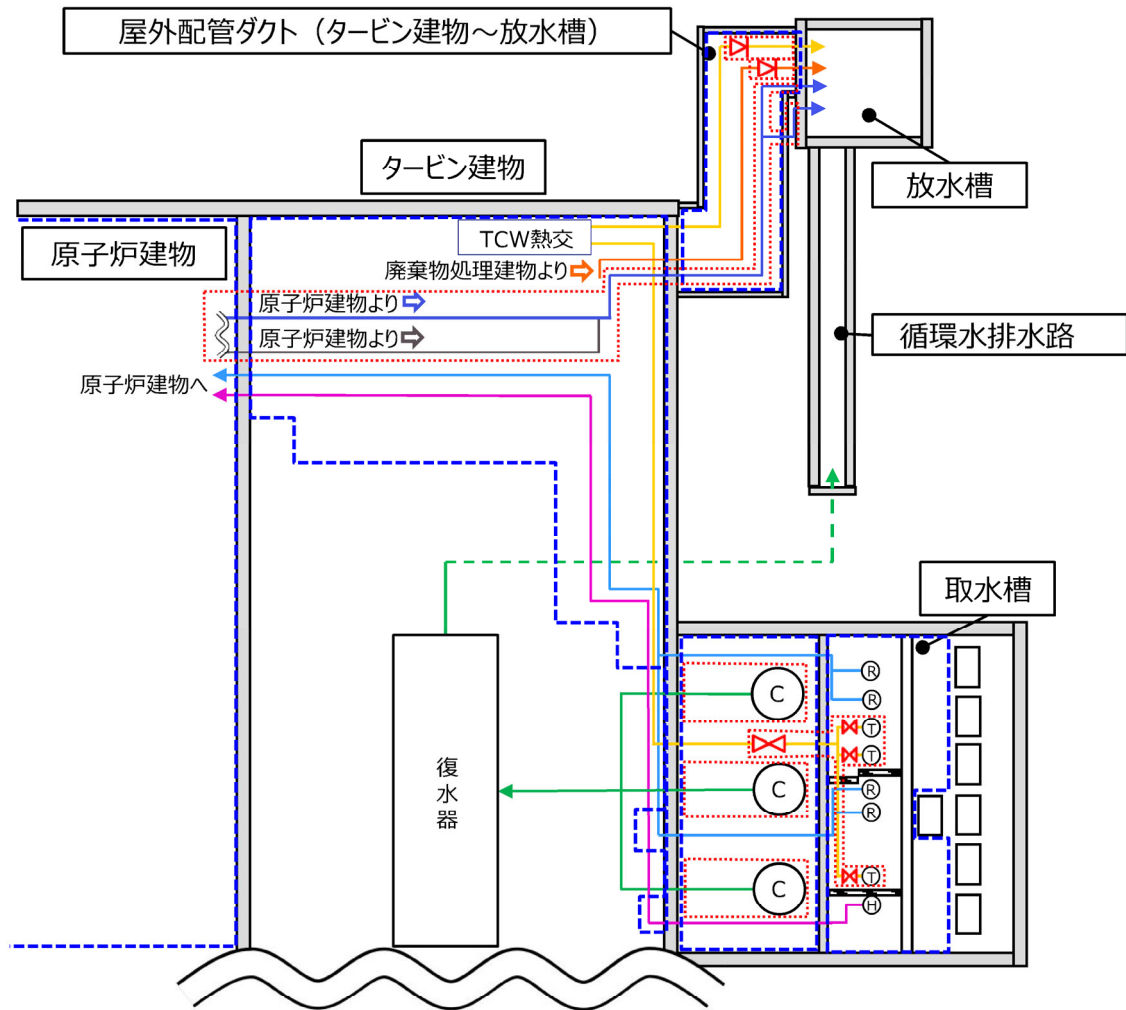 屋外配管ダクト（タービン建物～放水槽）
放水槽
タービン建物
原子炉建物
TCW熱交
廃棄物処理建物より
原子炉建物より
原子炉建物より
原子炉建物へ
循環水排水路
取水槽
復水器
C
C
C
R
R
T
T
R
R
T
H